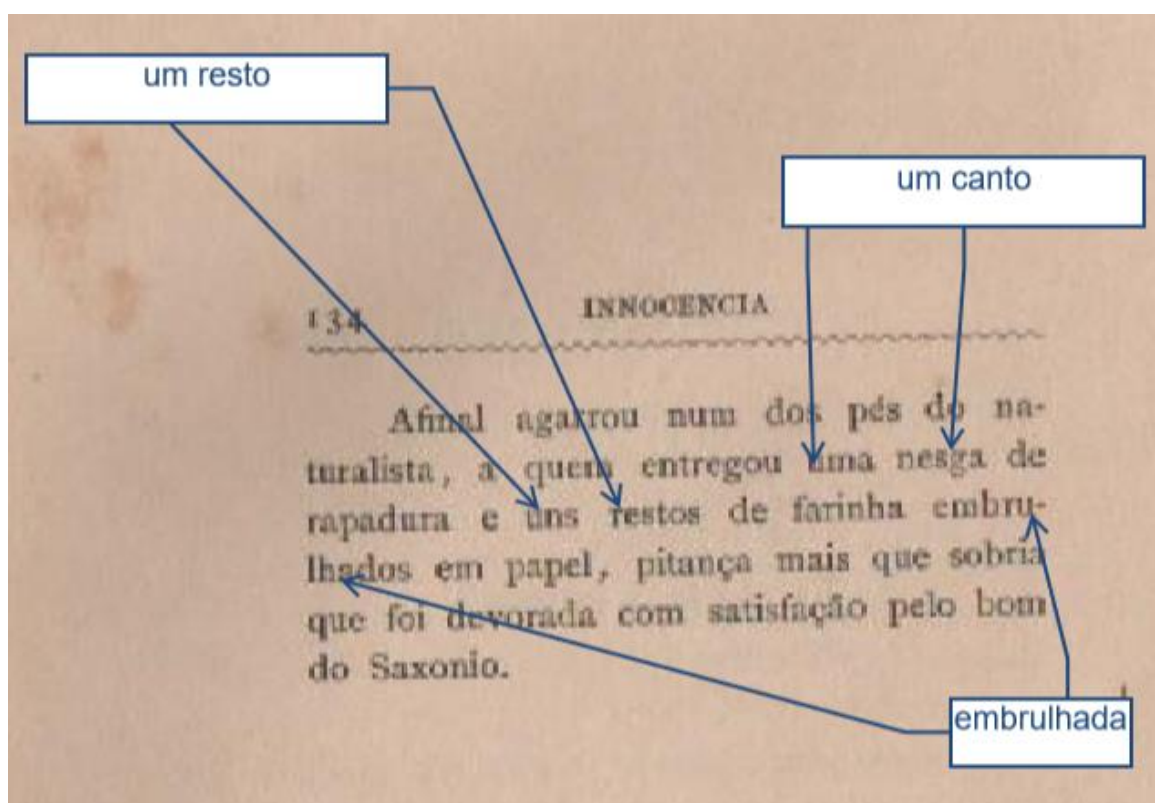 um resto
um canto
134 INNOCENCIA
Afinal agarrou num dos pés do na-
turalista, a quem entregou uma nesga de
rapadura e uns restos de farinha embru-
lhados em papel, pitança mais que sobria
que foi devorada com satisfação pelo bom
do Saxonio.
embrulhada